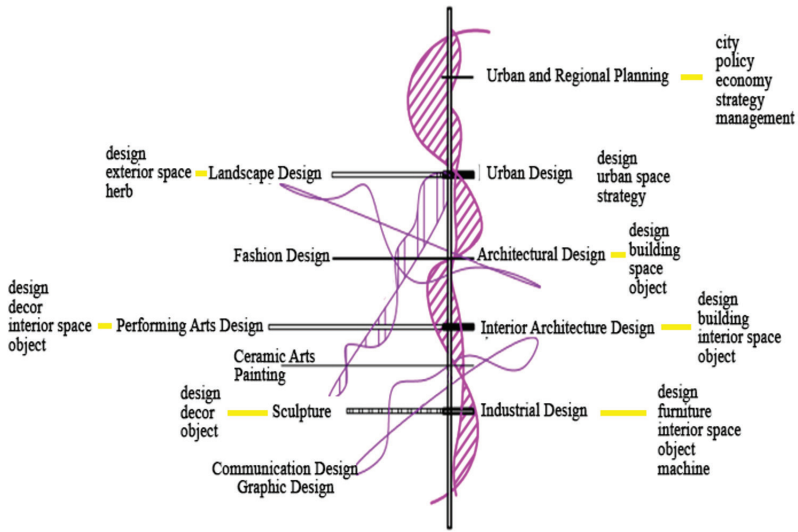 city
policy
economy
strategy
management
Urban and Regional Planning
design
exterior space
herb
Landscape Design
Urban Design
design
urban space
strategy
Fashion Design
Architectural Design
design
building
space
object
design
decor
interior space
object
Performing Arts Design
Interior Architecture Design
design
building
interior space
object
Ceramic Arts
Painting
design
decor
object
Sculpture
Industrial Design
design
furniture
interior space
object
machine
Communication Design
Graphic Design